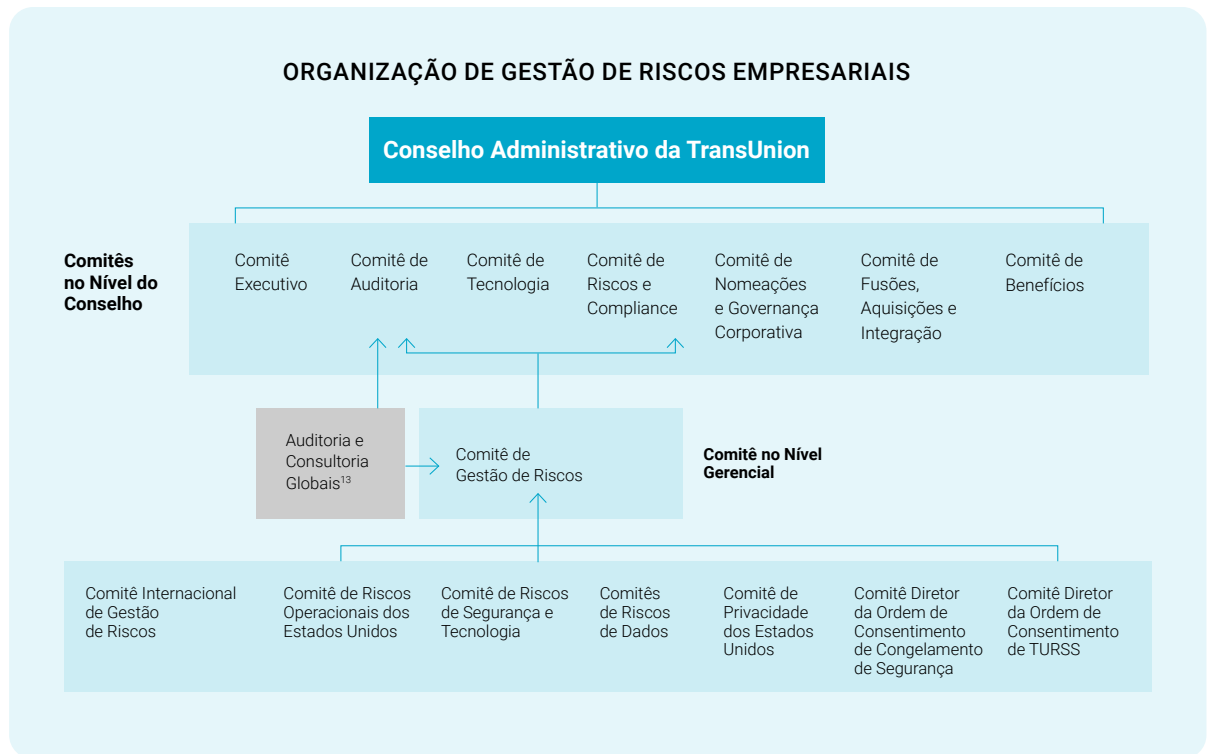 ORGANIZAÇÃO DE GESTÃO DE RISCOS EMPRESARIAIS
Conselho Administrativo da TransUnion
Comitês
no Nível do
Conselho
Comitê
Executivo
Comitê de
Auditoria
Comitê de
Tecnologia
Comitê de
Riscos e
Compliance
Comitê de
Nomeações
e Governança
Corporativa
Comitê de
Fusões,
Aquisições e
Integração
Comitê de
Benefícios
Auditoria e
Consultoria
Globais¹³
Comitê de
Gestão de Riscos
Comitê no Nível
Gerencial
Comitê Internacional
de Gestão
de Riscos
Comitê de Riscos
Operacionais dos
Estados Unidos
Comitê de Riscos
de Segurança e
Tecnologia
Comitês
de Riscos
de Dados
Comitê de
Privacidade
dos Estados
Unidos
Comitê Diretor
da Ordem de
Consentimento
de Congelamento
de Segurança
Comitê Diretor
da Ordem de
Consentimento
de TURSS